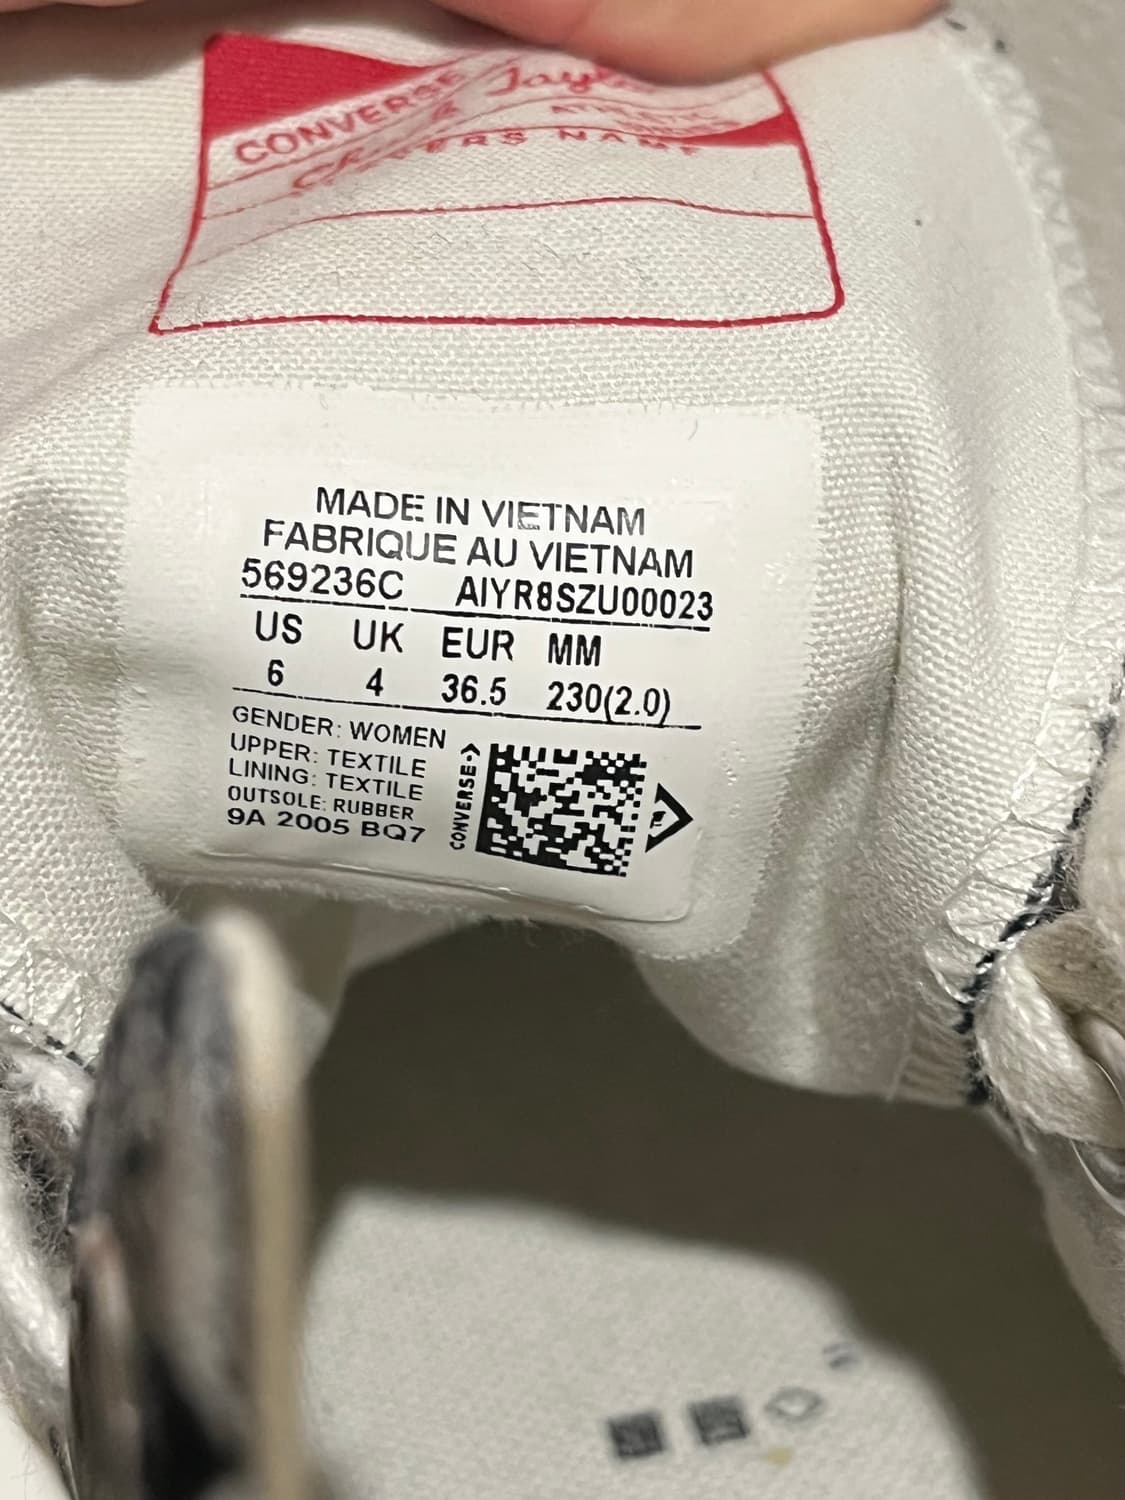 CONVERSE
MADE IN VIETNAM
FABRIQUE AU VIETNAM
569236C AIYR8SZU00023
US UK EUR MM
6 4 36.5 230(2.0)
GENDER: WOMEN
UPPER: TEXTILE
LINING: TEXTILE
OUTSOLE: RUBBER
9A 2005 BQ7
CONVERSE